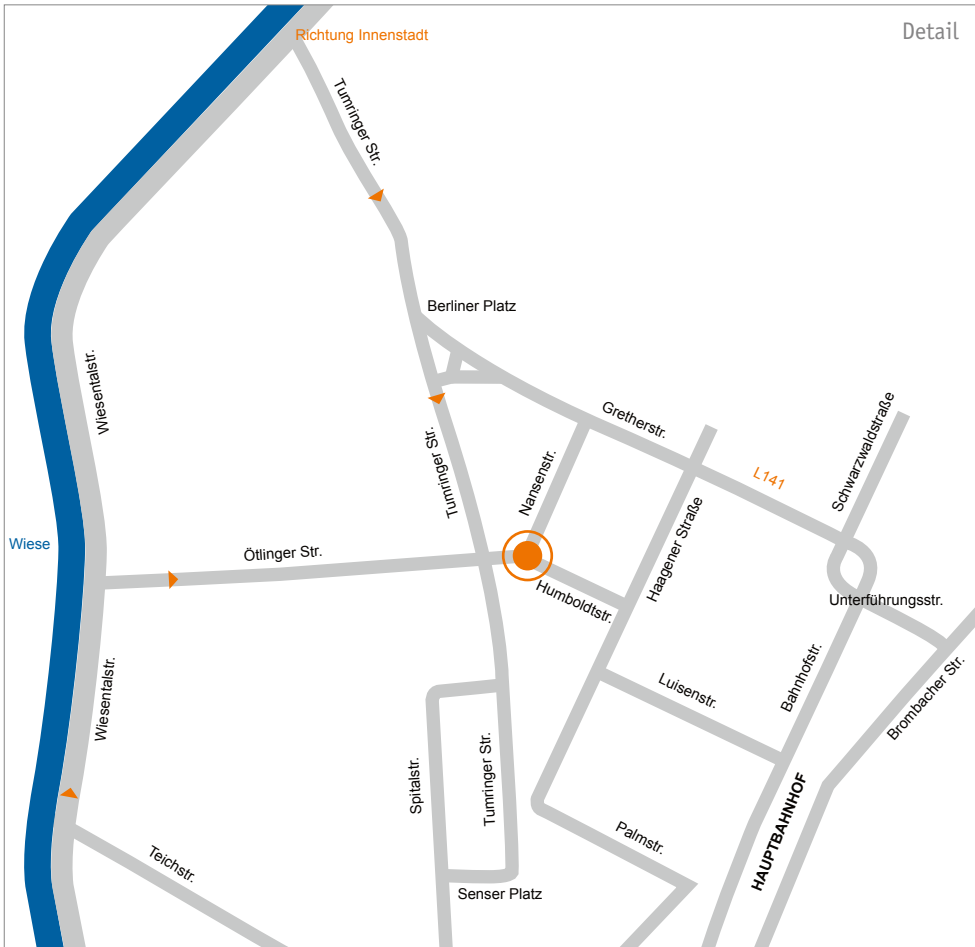 Detail
Richtung Innenstadt
Tumringer Str.
Berliner Platz
Wiesentalstr.
Gretherstr.
Schwarzwaldstraße
L141
Tumringer Str.
Nansenstr.
Wiese
Ötlinger Str.
Haagener Straße
Humboldtstr.
Unterführungsstr.
Wiesentalstr.
Luisenstr.
Bahnhofstr.
Brombacher Str.
Spitalstr.
Tumringer Str.
HAUPTBAHNHOF
Palmstr.
Teichstr.
Senser Platz